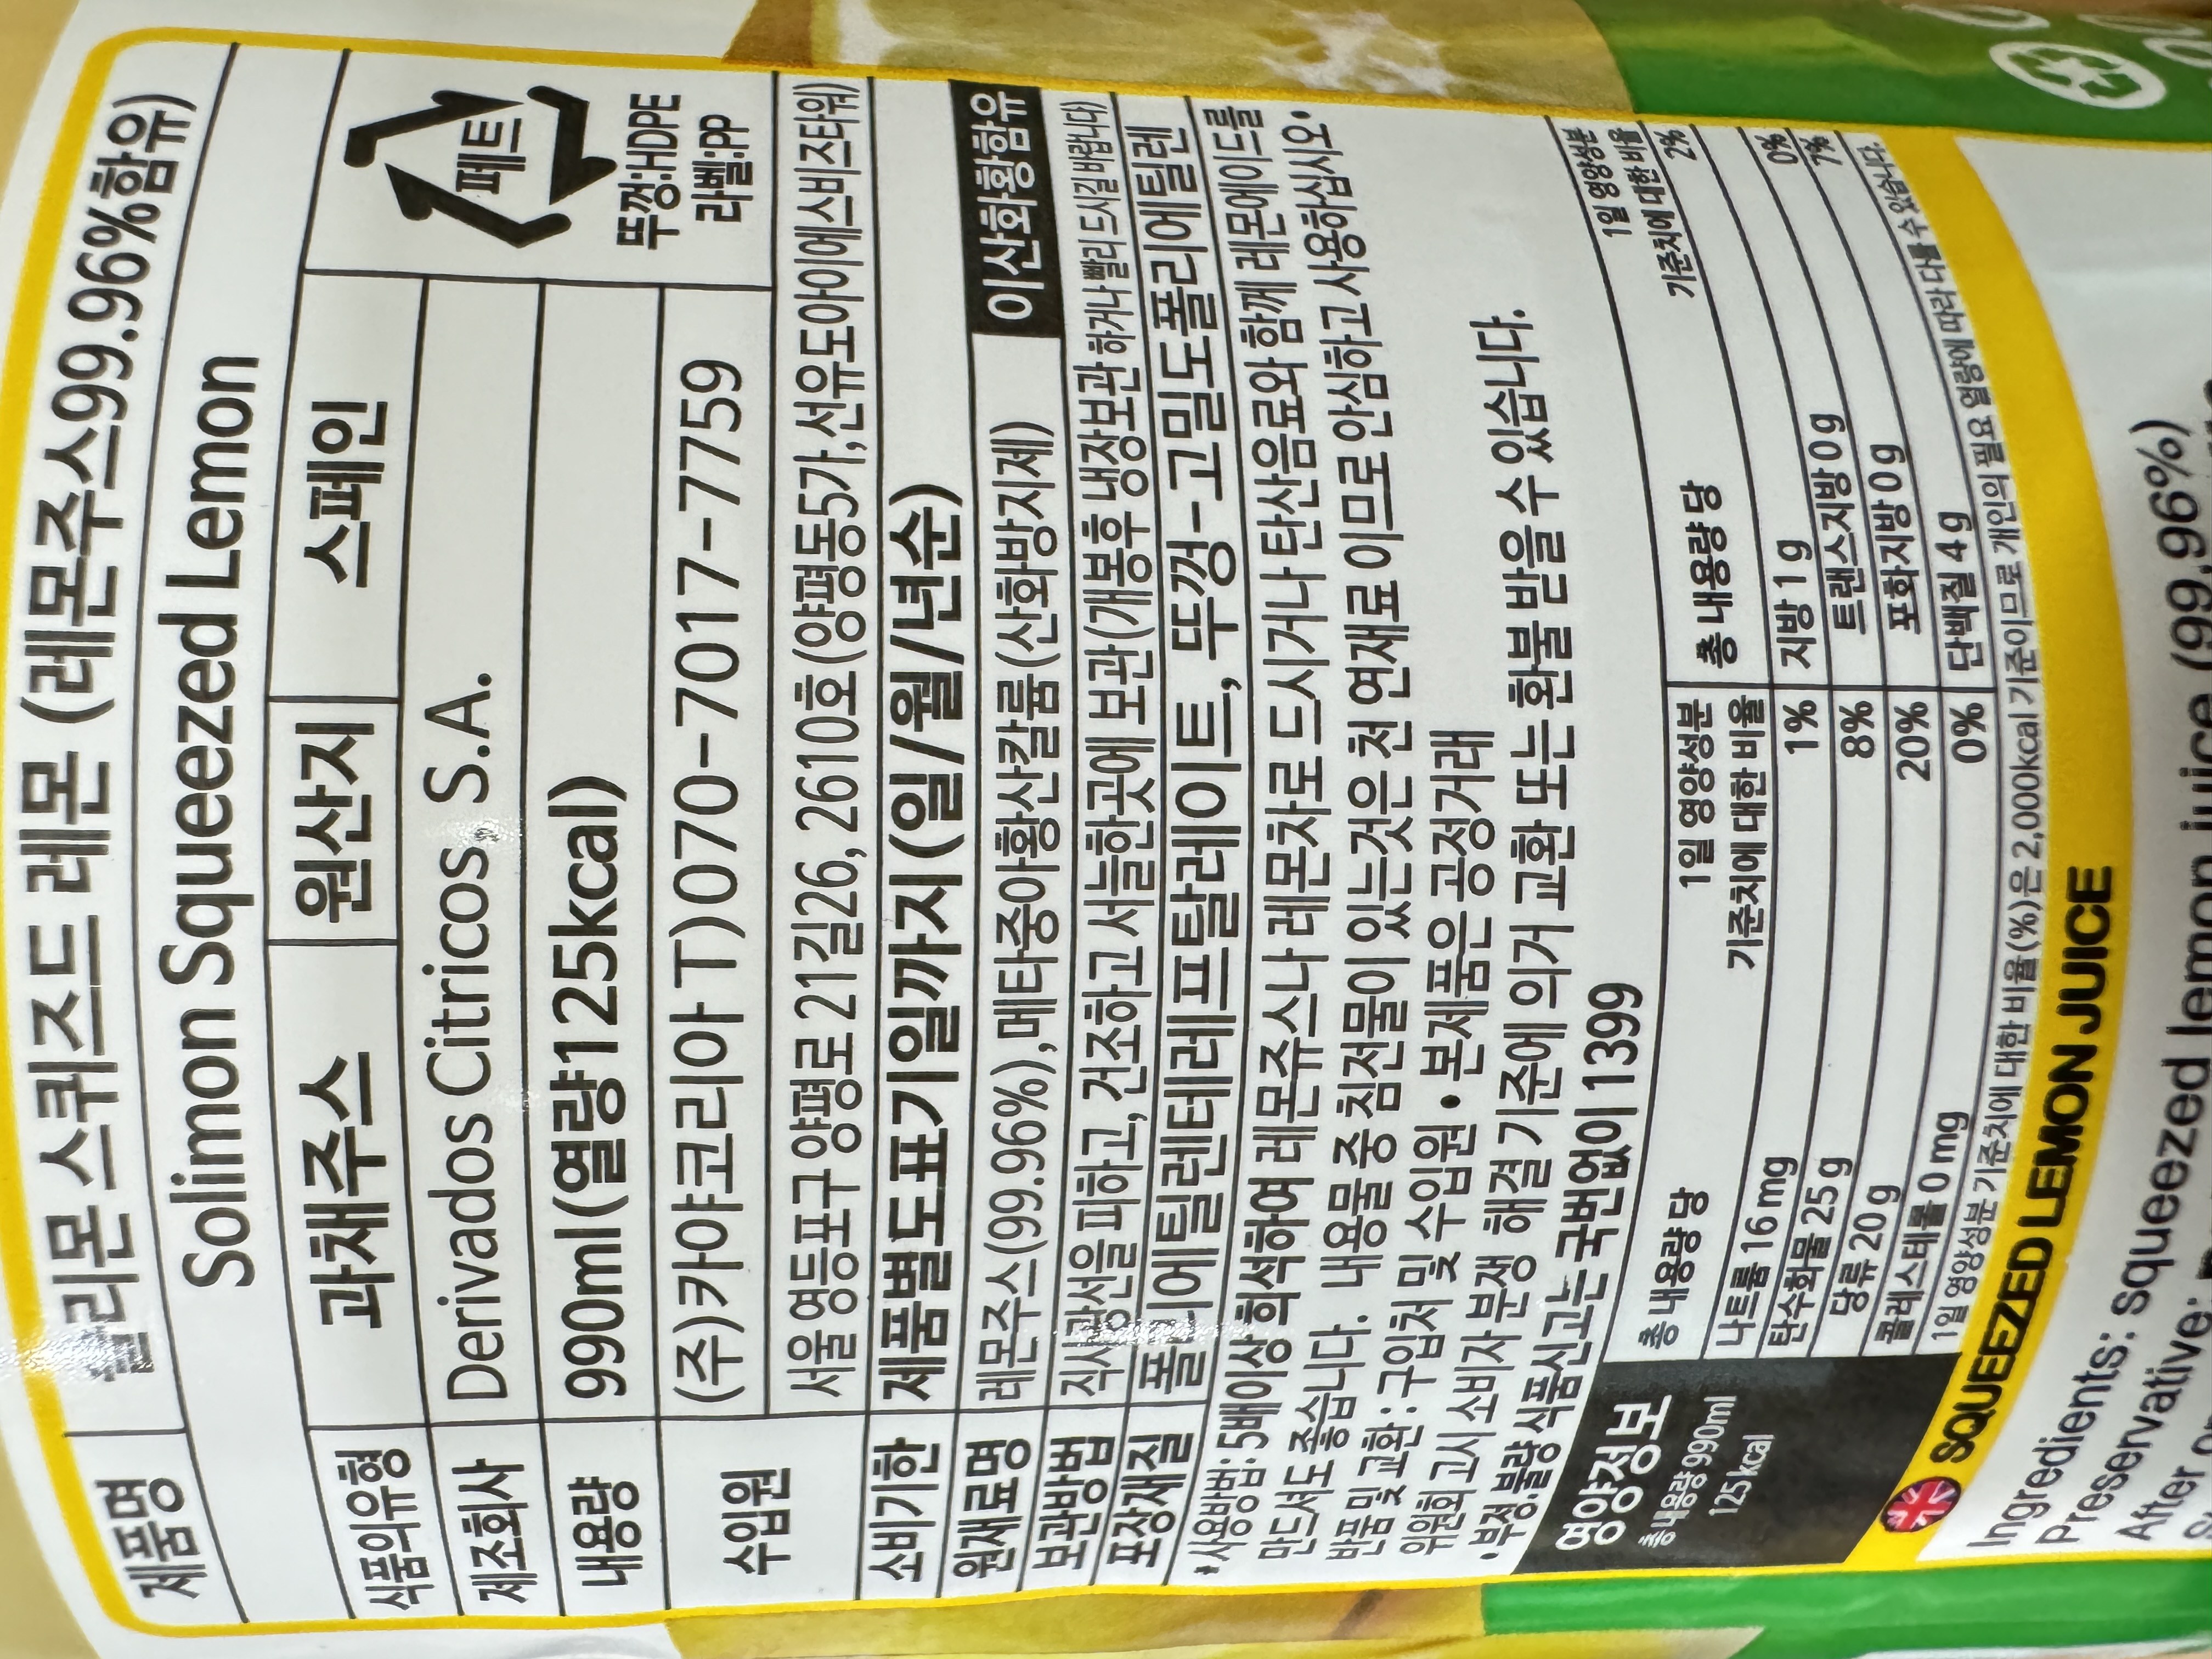 제품명
솔리몬 스퀴즈드 레몬 (레몬주스99.96%함유)
Solimon Squeezed Lemon
식품의유형 과채주스 원산지 스페인
제조회사 Derivados Citricos, S.A.
내용량 990ml(열량125kcal)
페트
뚜껑:HDPE
라벨:PP
수입원 (주)카야코리아 T)070-7017-7759
서울 영등포구 양평로 21길26, 2610호(양평동5가,선유도아이에스비즈타워)
소비기한 제품별도표기일까지(일/월/년순)
원재료명 레몬주스(99.96%),메타중아황산칼륨(산화방지제) 이산화황함유
보관방법 직사광선을 피하고, 건조하고 서늘한곳에 보관(개봉후 냉장보관 하거나 빨리 드시길 바랍니다)
포장재질 폴리에틸렌테레프탈레이트, 뚜껑-고밀도폴리에틸렌
* 사용방법: 5배이상 희석하여 레몬쥬스나 레몬차로 드시거나 탄산음료와 함께 레몬에이드를
만드셔도 좋습니다. 내용물중 침전물이 있는것은 천연재료이므로 안심하고 사용하십시오•
반품 및 교환 : 구입처 및 수입원 • 본제품은 공정거래
위원회 고시 소비자 분쟁 해결 기준에 의거 교환 또는 환불 받을 수 있습니다.
• 부정.불량 식품신고는 국번없이 1399
영양정보
총 내용량 990ml
125 kcal
총 내용량 당 1일 영양성분 기준치에 대한 비율 총 내용량 당 1일 영양성분 기준치에 대한 비율
나트륨 16 mg 1% 지방 1 g 2%
탄수화물 25 g 8% 트랜스지방 0 g
당류 20 g 20% 포화지방 0 g 0%
콜레스테롤 0 mg 0% 단백질 4 g 7%
1일 영양성분 기준치에 대한 비율(%)은 2,000kcal 기준이므로 개인의 필요 열량에 따라 다를 수 있습니다.
SQUEEZED LEMON JUICE
Ingredients: squeezed lemon juice (99.96%)
Preservative:
After